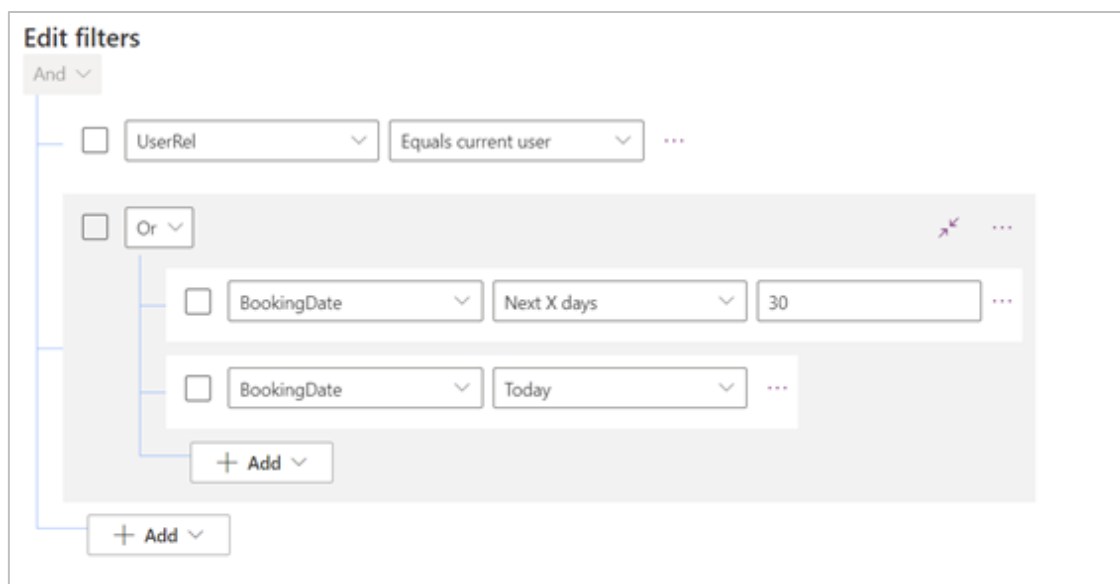 Edit filters
And
UserRel Equals current user ...
Or ...
BookingDate Next X days 30 ...
BookingDate Today ...
+ Add
+ Add